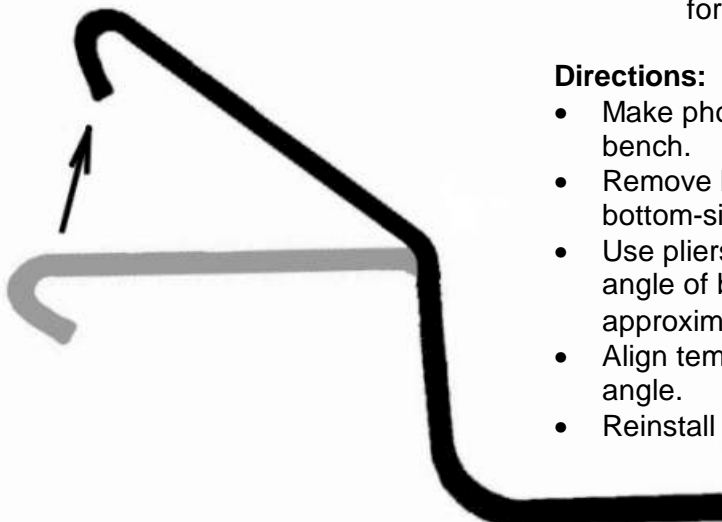 for
Directions:
• Make pho
bench.
• Remove
bottom-si
• Use pliers
angle of
approxim
• Align tem
angle.
• Reinstall